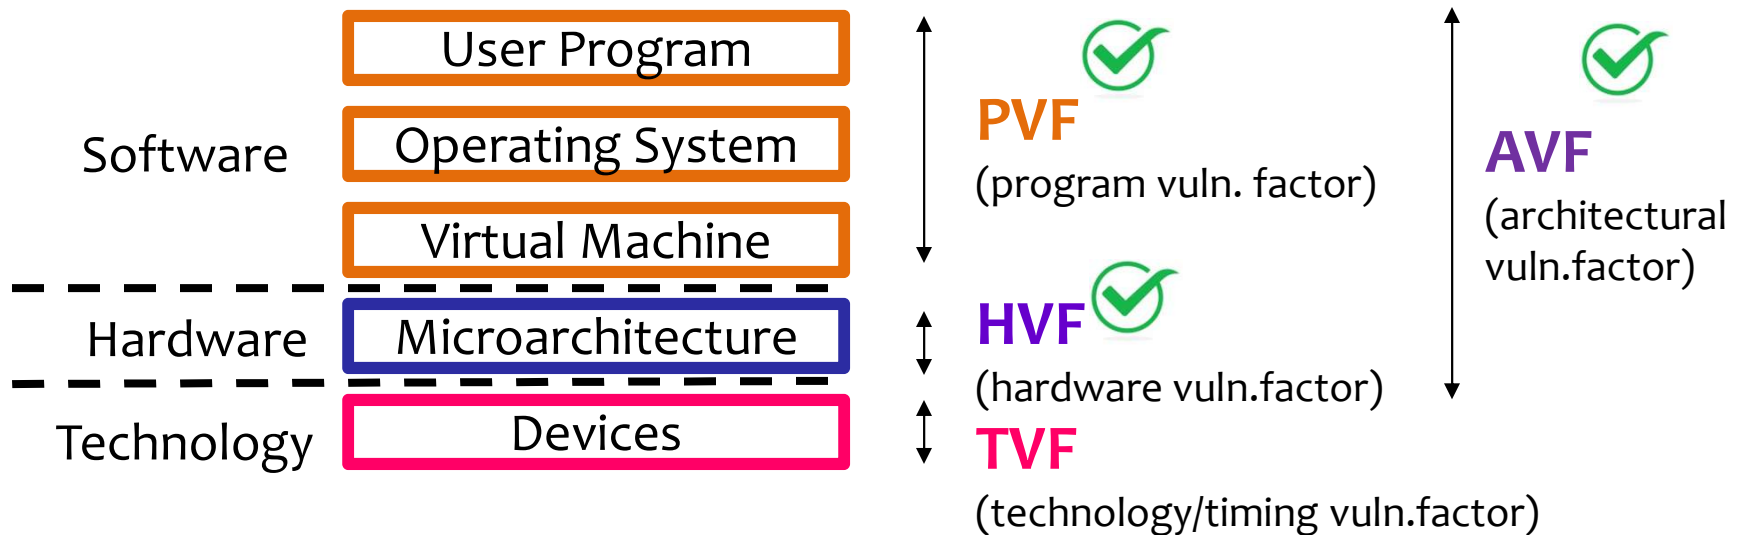 User Program
Operating System
Software
Virtual Machine
Hardware
Microarchitecture
Technology
Devices
PVF
(program vuln. factor)
HVF
(hardware vuln.factor)
TVF
(technology/timing vuln.factor)
AVF
(architectural
vuln.factor)